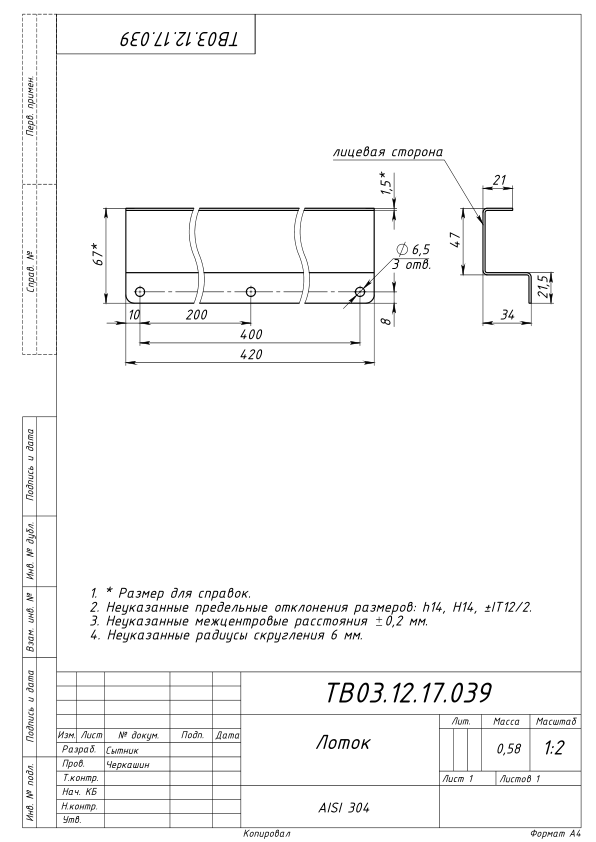 ТВ03.12.17.039
Перв. примен.
Справ. №
лицевая сторона
21
1,5*
67*
47
⌀ 6,5
3 отв.
21,5
10
200
8
34
400
420
1. * Размер для справок.
2. Неуказанные предельные отклонения размеров: h14, H14, ±IT12/2.
3. Неуказанные межцентровые расстояния ±0,2 мм.
4. Неуказанные радиусы скругления 6 мм.
Подпись и дата
Инв. № дубл.
Взам. инв. №
Подпись и дата
Инв. № подл.
ТВ03.12.17.039
Изм. Лист № докум. Подп. Дата
Разраб. Сытник
Пров. Черкашин
Т.контр.
Нач. КБ
Н.контр.
Утв.
Лоток
Лит. Масса Масштаб
0,58 1:2
Лист 1 Листов 1
AISI 304
Копировал Формат А4